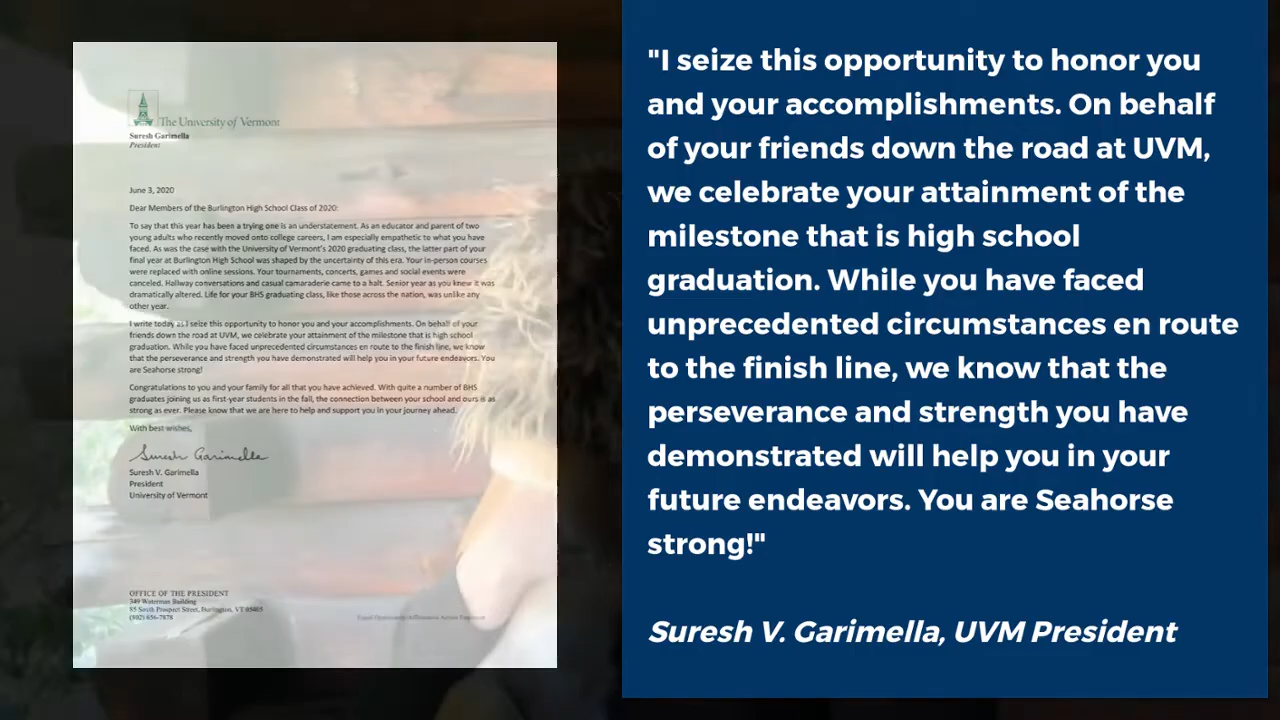 The University of Vermont
Suresh Garimella
President
June 3, 2020
Dear Members of the Burlington High School Class of 2020:
To say that this year has been a trying one is an understatement. As an educator and parent of two
young adults who recently moved onto college careers, I am especially empathetic to what you have
faced. As was the case with the University of Vermont's 2020 graduating class, the latter part of your
final year at Burlington High School was shaped by the uncertainty of this era. Your in-person courses
were replaced with online sessions. Your tournaments, concerts, games and social events were
canceled. Hallway conversations and casual camaraderie came to a halt. Senior year as you knew it was
dramatically altered. Life for your BHS graduating class, like those across the nation, was unlike any
other year.
I write today as I seize this opportunity to honor you and your accomplishments. On behalf of your
friends down the road at UVM, we celebrate your attainment of the milestone that is high school
graduation. While you have faced unprecedented circumstances en route to the finish line, we know
that the perseverance and strength you have demonstrated will help you in your future endeavors. You
are Seahorse strong!
Congratulations to you and your family for all that you have achieved. With quite a number of BHS
graduates joining us as first-year students in the fall, the connection between your school and ours is as
strong as ever. Please know that we are here to help and support you in your journey ahead.
With best wishes,
Suresh Garimella
Suresh V. Garimella
President
University of Vermont
OFFICE OF THE PRESIDENT
349 Waterman Building
85 South Prospect Street, Burlington, VT 05405
(802) 656-7878
Equal Opportunity/Affirmative Action Employer
"I seize this opportunity to honor you
and your accomplishments. On behalf
of your friends down the road at UVM,
we celebrate your attainment of the
milestone that is high school
graduation. While you have faced
unprecedented circumstances en route
to the finish line, we know that the
perseverance and strength you have
demonstrated will help you in your
future endeavors. You are Seahorse
strong!"
Suresh V. Garimella, UVM President